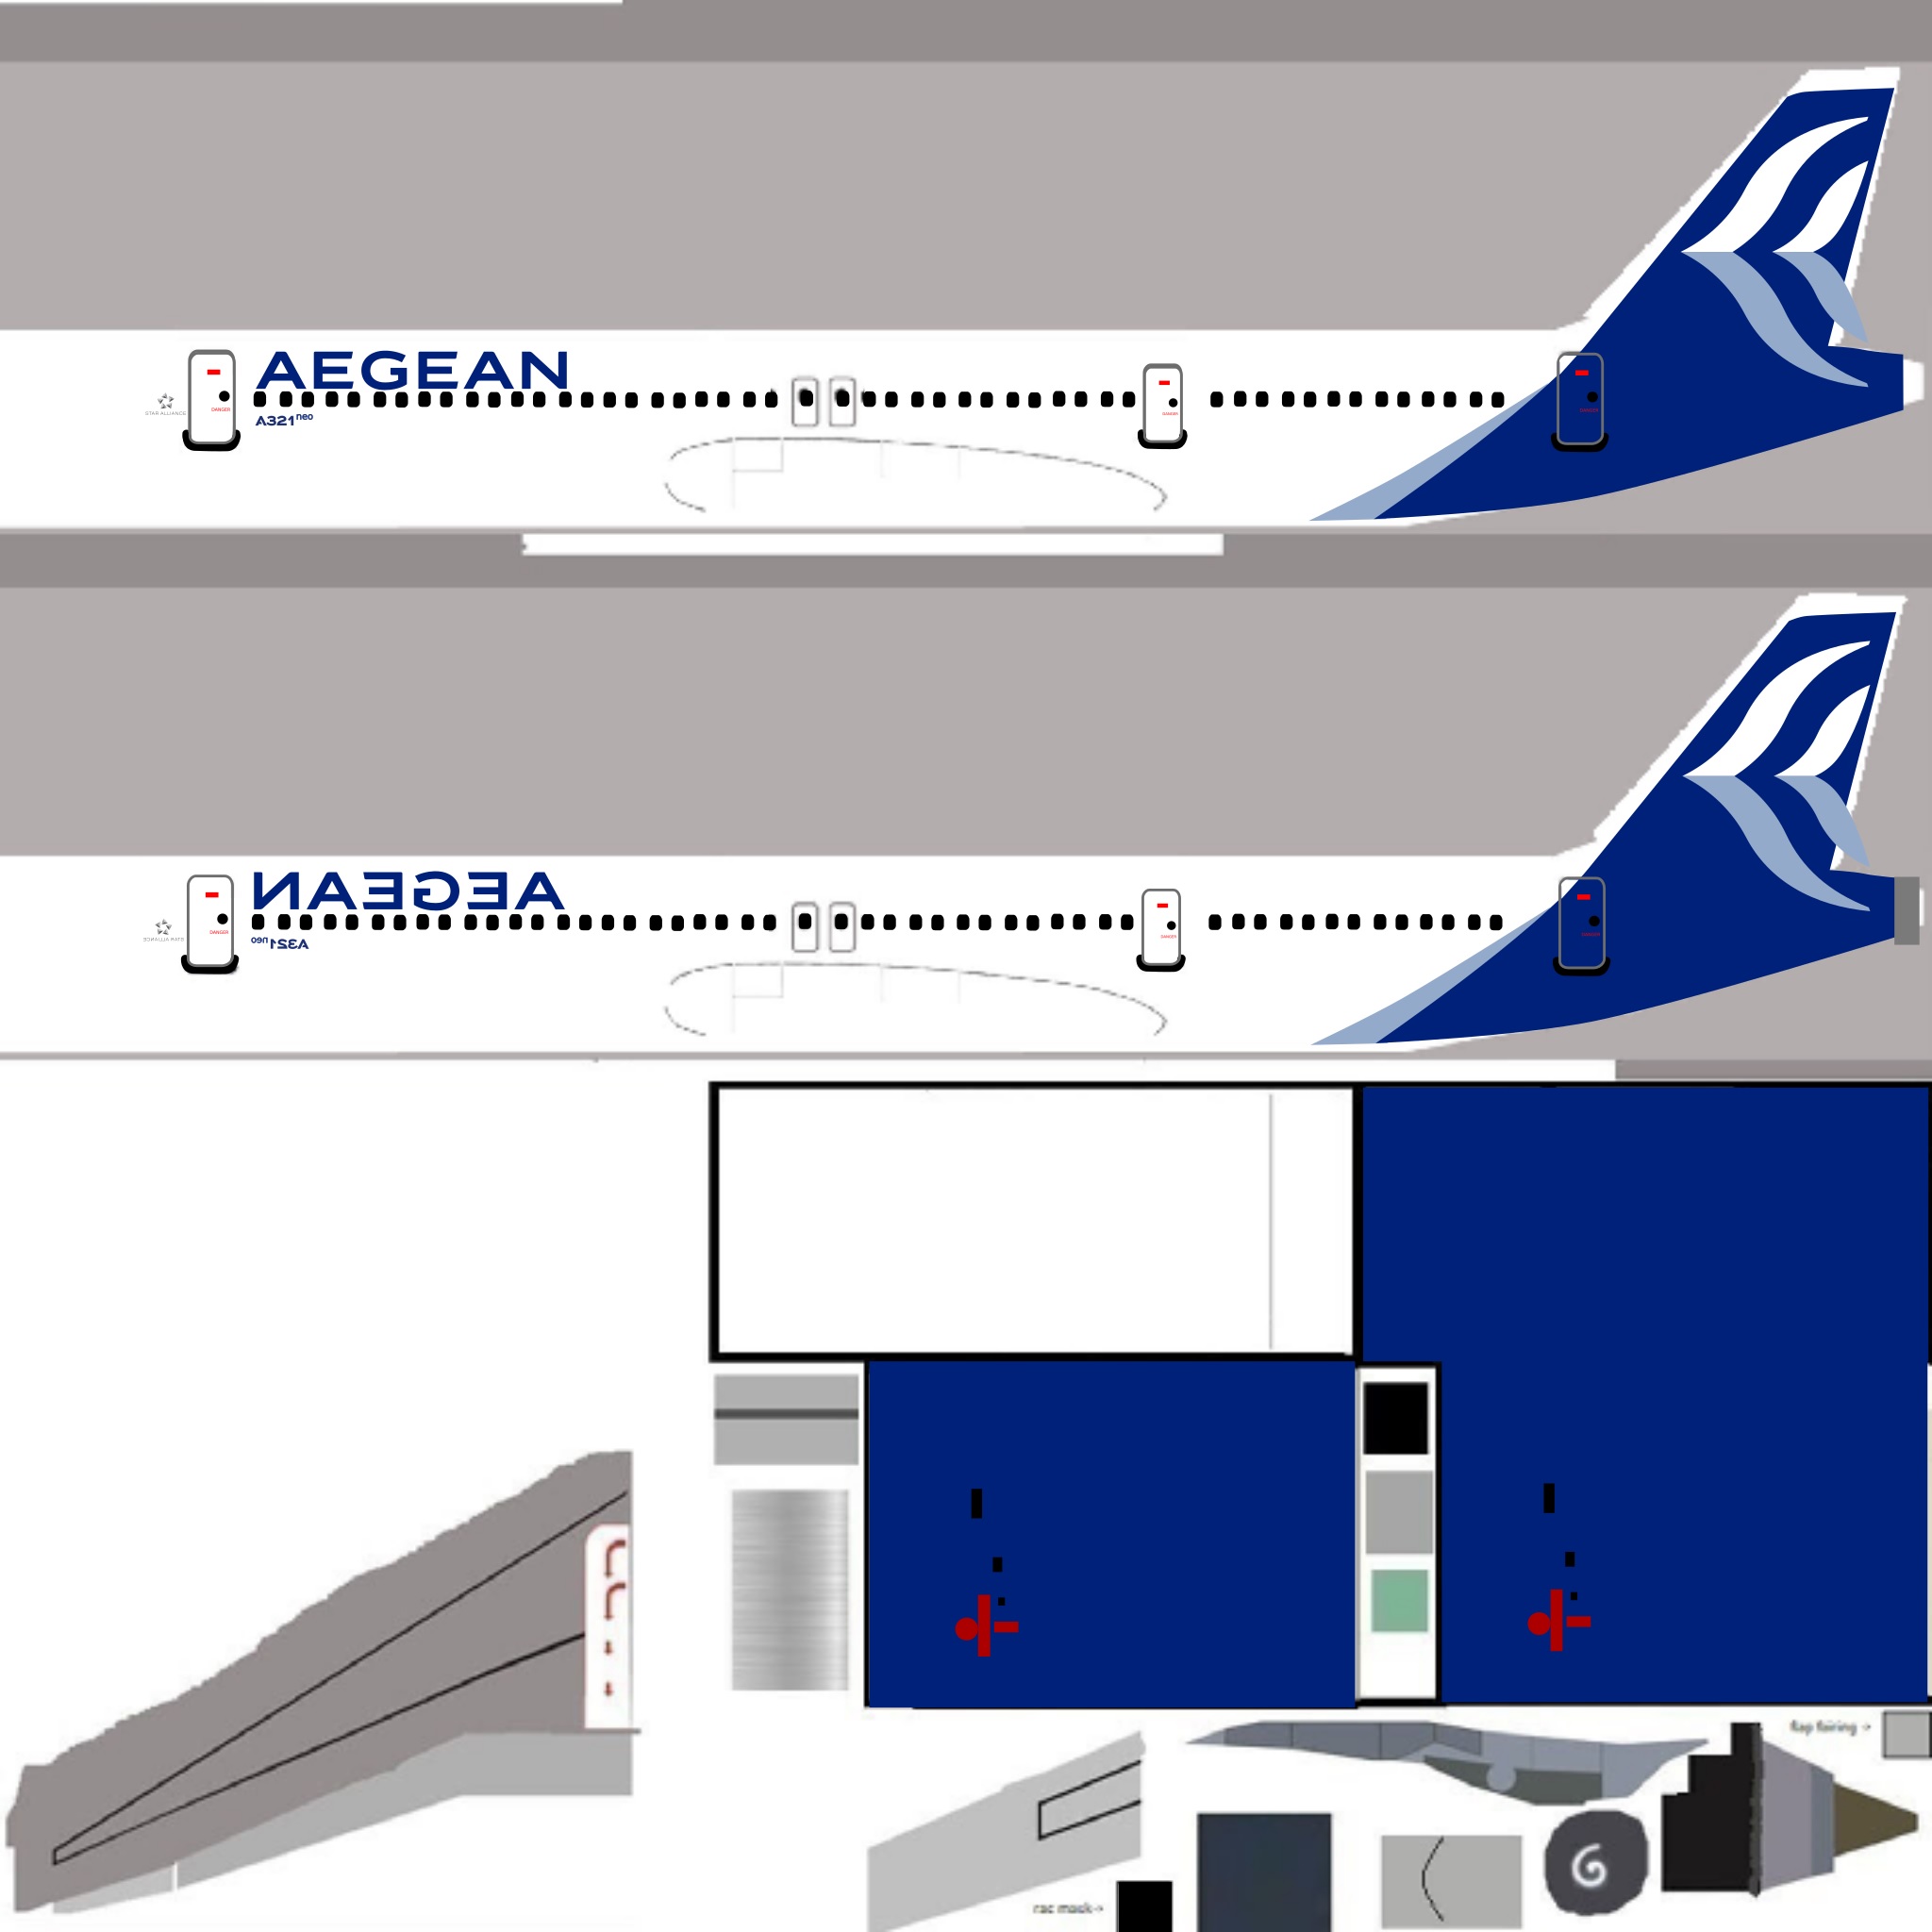 AEGEAN
STAR ALLIANCE
DANGER
A321neo
DANGER
DANGER
AEGEAN
STAR ALLIANCE
DANGER
A321neo
DANGER
DANGER
flap fairing ->
rac mask->